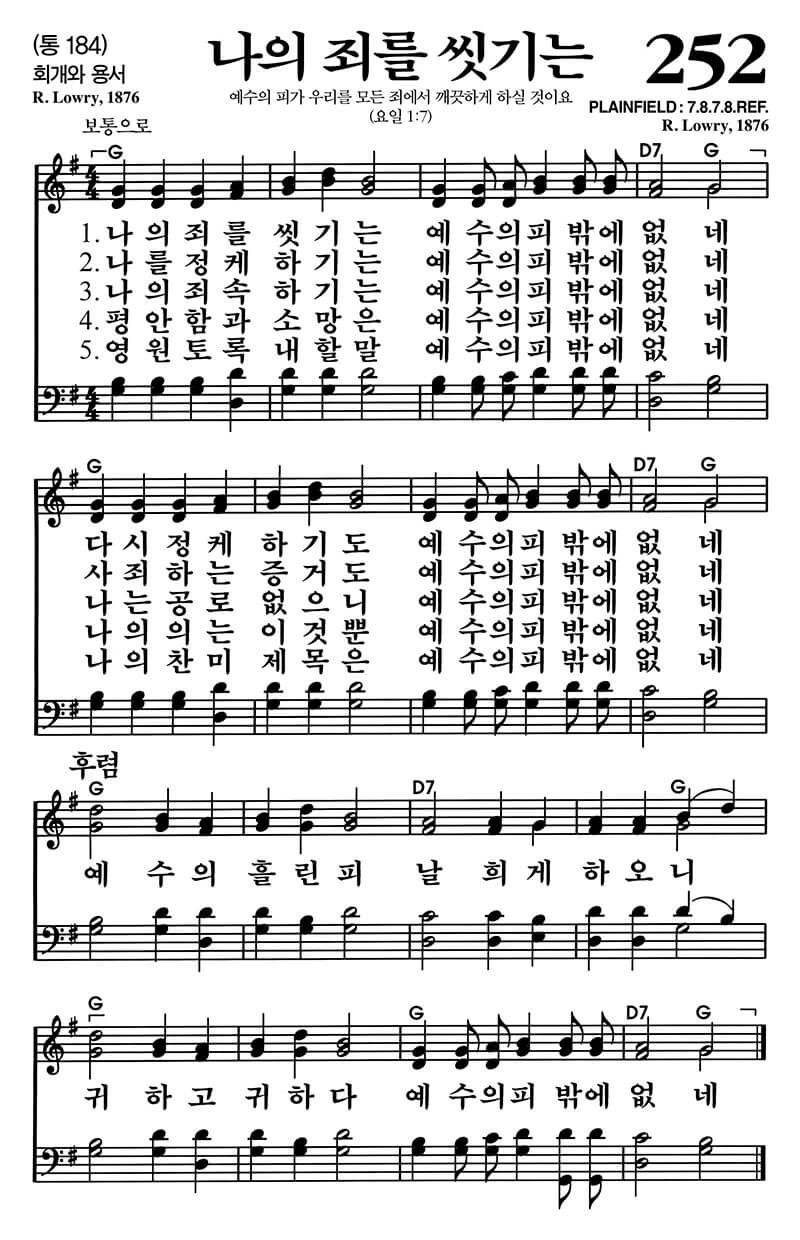 (통 184)
회개와 용서
R. Lowry, 1876
나의 죄를 씻기는
예수의 피가 우리를 모든 죄에서 깨끗하게 하실 것이요
(요일 1:7)
252
PLAINFIELD : 7.8.7.8.REF.
R. Lowry, 1876
보통으로
G D7 G
1. 나 의 죄 를 씻 기 는 예 수의피 밖에 없 네
2. 나 를 정 케 하 기 는 예 수의피 밖에 없 네
3. 나 의 죄 속 하 기 는 예 수의피 밖에 없 네
4. 평 안 함 과 소 망 은 예 수의피 밖에 없 네
5. 영 원 토 록 내 할 말 예 수의피 밖에 없 네
G D7 G
다 시 정 케 하 기 도 예 수의피 밖에 없 네
사 죄 하 는 증 거 도 예 수의피 밖에 없 네
나 는 공 로 없 으 니 예 수의피 밖에 없 네
나 의 의 는 이 것 뿐 예 수의피 밖에 없 네
나 의 찬 미 제 목 은 예 수의피 밖에 없 네
후렴
G D7 G
예 수 의 흘 린 피 날 희 게 하 오 니
G G D7 G
귀 하 고 귀 하 다 예 수의피 밖에 없 네